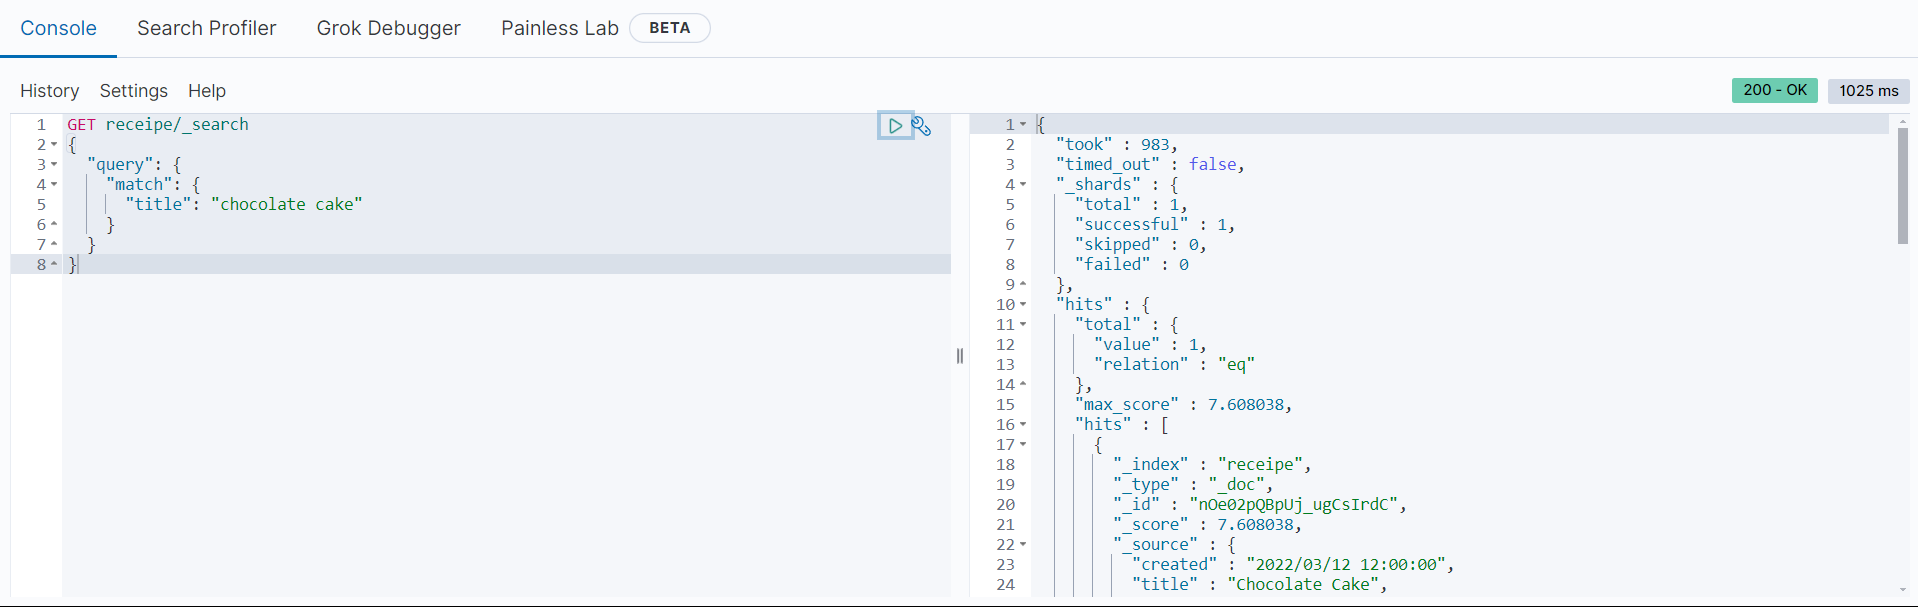 Console Search Profiler Grok Debugger Painless Lab BETA
History Settings Help 200 - OK 1025 ms
1 GET receipe/_search
2 {
3 "query": {
4 "match": {
5 "title": "chocolate cake"
6 }
7 }
8 }
1 {
2 "took" : 983,
3 "timed_out" : false,
4 "_shards" : {
5 "total" : 1,
6 "successful" : 1,
7 "skipped" : 0,
8 "failed" : 0
9 },
10 "hits" : {
11 "total" : {
12 "value" : 1,
13 "relation" : "eq"
14 },
15 "max_score" : 7.608038,
16 "hits" : [
17 {
18 "_index" : "receipe",
19 "_type" : "_doc",
20 "_id" : "nOe02pQBpUj_ugCsIrdC",
21 "_score" : 7.608038,
22 "_source" : {
23 "created" : "2022/03/12 12:00:00",
24 "title" : "Chocolate Cake",